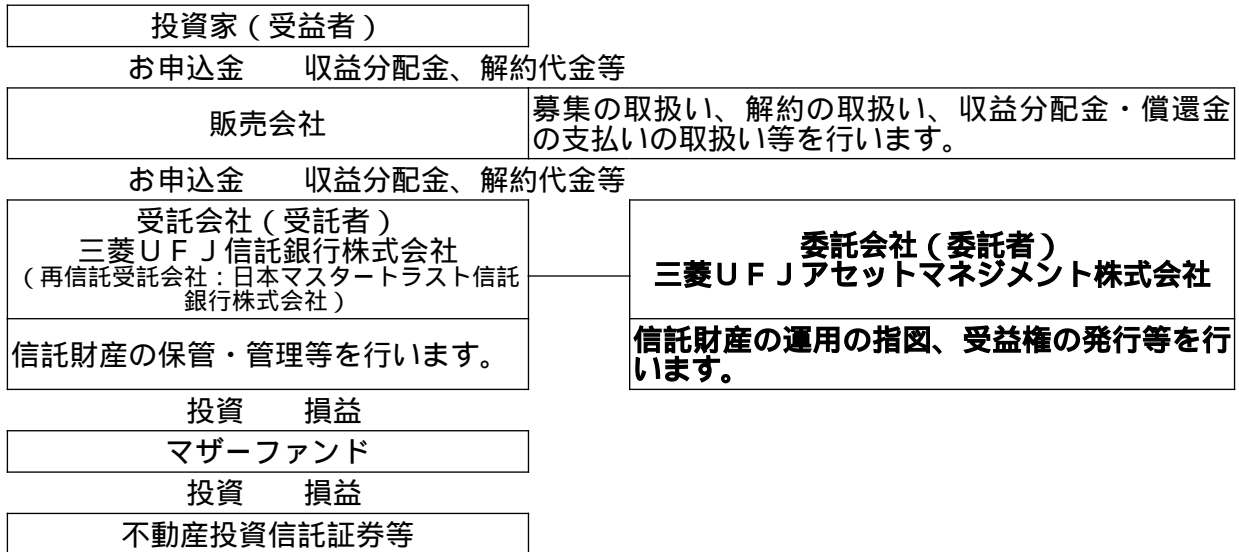 投資家（受益者）
お申込金　　収益分配金、解約代金等
販売会社
募集の取扱い、解約の取扱い、収益分配金・償還金
の支払いの取扱い等を行います。
お申込金　　収益分配金、解約代金等
受託会社（受託者）
三菱ＵＦＪ信託銀行株式会社
（再信託受託会社：日本マスタートラスト信託
銀行株式会社）
委託会社（委託者）
三菱ＵＦＪアセットマネジメント株式会社
信託財産の保管・管理等を行います。
信託財産の運用の指図、受益権の発行等を行
います。
投資　　損益
マザーファンド
投資　　損益
不動産投資信託証券等